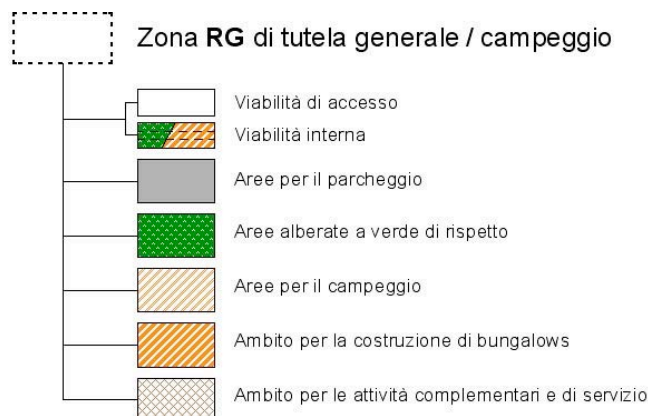 Zona RG di tutela generale / campeggio
Viabilità di accesso
Viabilità interna
Aree per il parcheggio
Aree alberate a verde di rispetto
Aree per il campeggio
Ambito per la costruzione di bungalows
Ambito per le attività complementari e di servizio